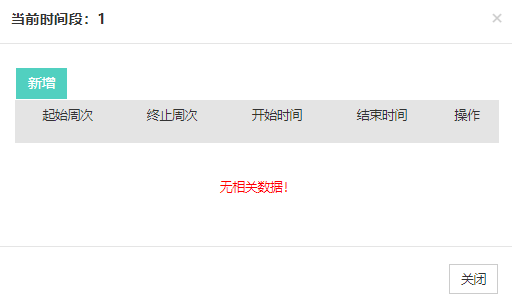 当前时间段：1
×
新增
起始周次 终止周次 开始时间 结束时间 操作
无相关数据！
关闭